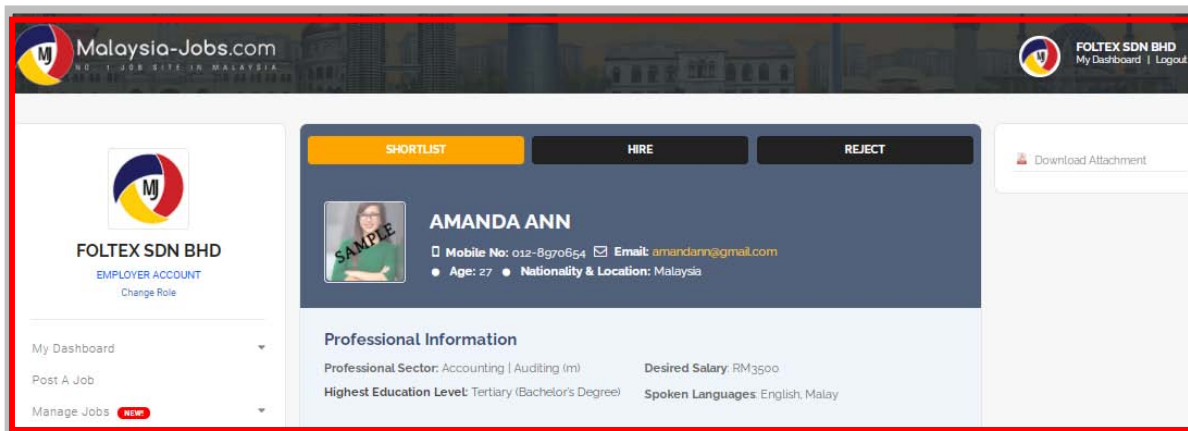 MJ
Malaysia-Jobs.com
NO. 1 JOB SITE IN MALAYSIA
MJ
FOLTEX SDN BHD
My Dashboard | Logout
MJ
FOLTEX SDN BHD
EMPLOYER ACCOUNT
Change Role
My Dashboard
Post A Job
Manage Jobs NEW!
SHORTLIST HIRE REJECT
SAMPLE
AMANDA ANN
Mobile No: 012-8970654 Email: amandann@gmail.com
Age: 27 Nationality & Location: Malaysia
Professional Information
Professional Sector: Accounting | Auditing (m) Desired Salary: RM3500
Highest Education Level: Tertiary (Bachelor's Degree) Spoken Languages: English, Malay
Download Attachment